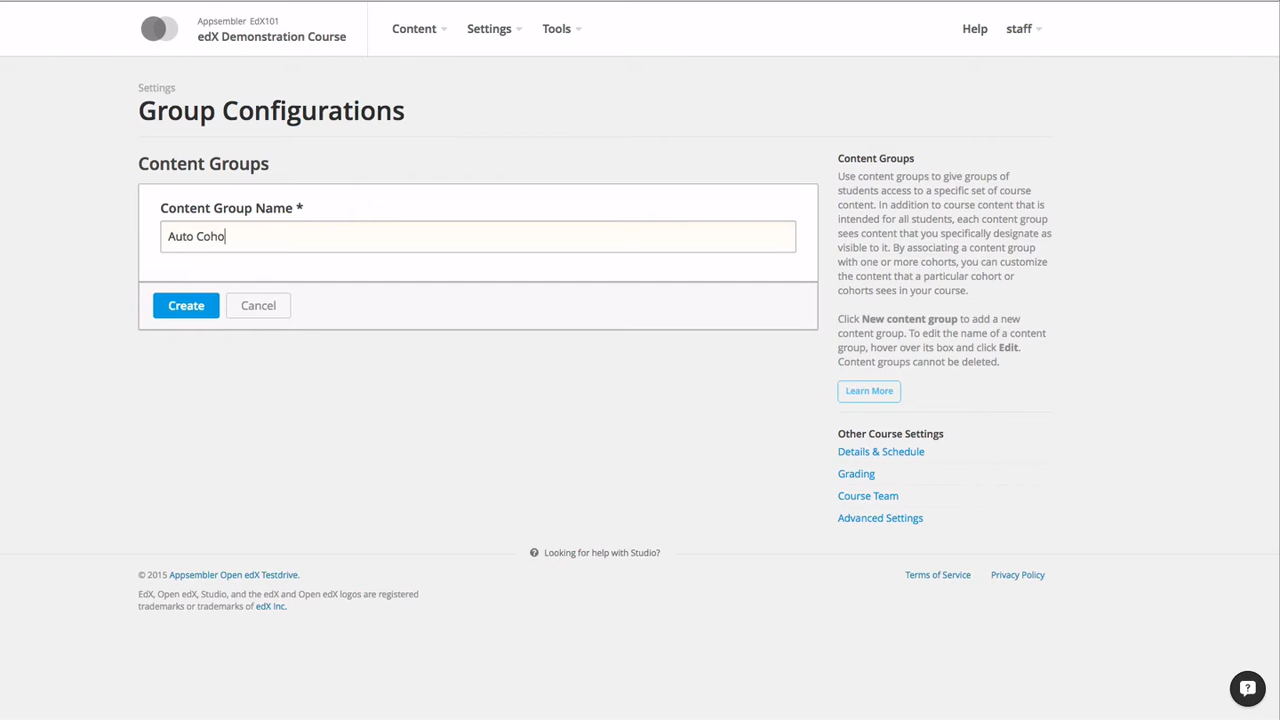 Appsembler EdX101
edX Demonstration Course
Content
Settings
Tools
Help
staff
Settings
Group Configurations
Content Groups
Content Group Name *
Auto Coho
Create
Cancel
Content Groups
Use content groups to give groups of
students access to a specific set of course
content. In addition to course content that is
intended for all students, each content group
sees content that you specifically designate as
visible to it. By associating a content group
with one or more cohorts, you can customize
the content that a particular cohort or
cohorts sees in your course.
Click New content group to add a new
content group. To edit the name of a content
group, hover over its box and click Edit.
Content groups cannot be deleted.
Learn More
Other Course Settings
Details & Schedule
Grading
Course Team
Advanced Settings
Looking for help with Studio?
© 2015 Appsembler Open edX Testdrive.
Terms of Service
Privacy Policy
EdX, Open edX, Studio, and the edX and Open edX logos are registered
trademarks or trademarks of edX Inc.